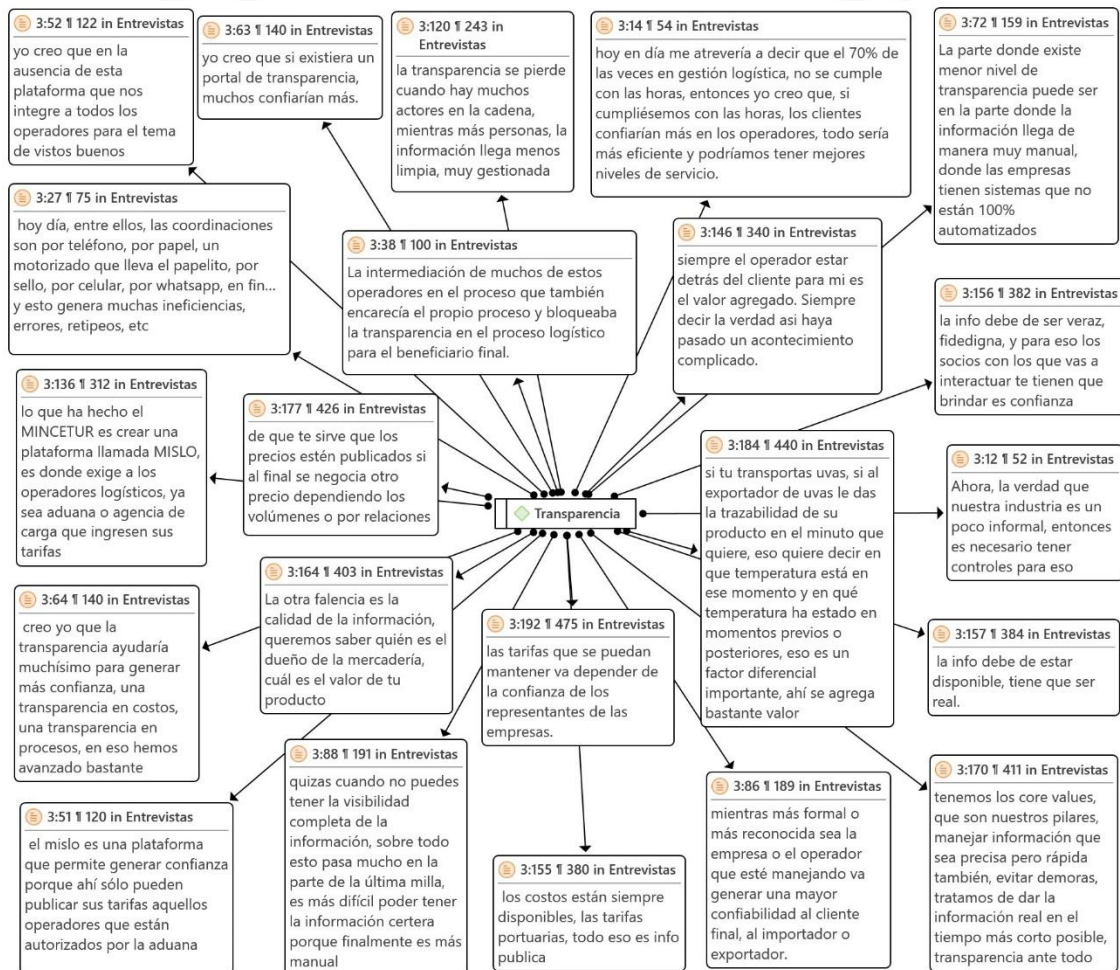 3:52 ¶ 122 in Entrevistas
yo creo que en la
ausencia de esta
plataforma que nos
integre a todos los
operadores para el tema
de vistos buenos
3:63 ¶ 140 in Entrevistas
yo creo que si existiera un
portal de transparencia,
muchos confiarían más.
3:120 ¶ 243 in
Entrevistas
la transparencia se pierde
cuando hay muchos
actores en la cadena,
mientras más personas, la
información llega menos
limpia, muy gestionada
3:14 ¶ 54 in Entrevistas
hoy en día me atrevería a decir que el 70% de
las veces en gestión logística, no se cumple
con las horas, entonces yo creo que, si
cumpliésemos con las horas, los clientes
confiarían más en los operadores, todo sería
más eficiente y podríamos tener mejores
niveles de servicio.
3:72 ¶ 159 in Entrevistas
La parte donde existe
menor nivel de
transparencia puede ser
en la parte donde la
información llega de
manera muy manual,
donde las empresas
tienen sistemas que no
están 100%
automatizados
3:27 ¶ 75 in Entrevistas
hoy día, entre ellos, las coordinaciones
son por teléfono, por papel, un
motorizado que lleva el papelito, por
sello, por celular, por whatsapp, en fin...
y esto genera muchas ineficiencias,
errores, retipeos, etc
3:38 ¶ 100 in Entrevistas
La intermediación de muchos de estos
operadores en el proceso que también
encarecía el propio proceso y bloqueaba
la transparencia en el proceso logístico
para el beneficiario final.
3:146 ¶ 340 in Entrevistas
siempre el operador estar
detrás del cliente para mi es
el valor agregado. Siempre
decir la verdad asi haya
pasado un acontecimiento
complicado.
3:156 ¶ 382 in Entrevistas
la info debe de ser veraz,
fidedigna, y para eso los
socios con los que vas a
interactuar te tienen que
brindar es confianza
3:136 ¶ 312 in Entrevistas
lo que ha hecho el
MINCETUR es crear una
plataforma llamada MISLO,
es donde exige a los
operadores logísticos, ya
sea aduana o agencia de
carga que ingresen sus
tarifas
3:177 ¶ 426 in Entrevistas
de que te sirve que los
precios estén publicados si
al final se negocia otro
precio dependiendo los
volúmenes o por relaciones
3:184 ¶ 440 in Entrevistas
si tu transportas uvas, si al
exportador de uvas le das
la trazabilidad de su
producto en el minuto que
quiere, eso quiere decir en
que temperatura está en
ese momento y en qué
temperatura ha estado en
momentos previos o
posteriores, eso es un
factor diferencial
importante, ahí se agrega
bastante valor
3:12 ¶ 52 in Entrevistas
Ahora, la verdad que
nuestra industria es un
poco informal, entonces
es necesario tener
controles para eso
Transparencia
3:164 ¶ 403 in Entrevistas
La otra falencia es la
calidad de la información,
queremos saber quién es el
dueño de la mercadería,
cuál es el valor de tu
producto
3:64 ¶ 140 in Entrevistas
creo yo que la
transparencia ayudaría
muchísimo para generar
más confianza, una
transparencia en costos,
una transparencia en
procesos, en eso hemos
avanzado bastante
3:192 ¶ 475 in Entrevistas
las tarifas que se puedan
mantener va depender de
la confianza de los
representantes de las
empresas.
3:157 ¶ 384 in Entrevistas
la info debe de estar
disponible, tiene que ser
real.
3:88 ¶ 191 in Entrevistas
quizas cuando no puedes
tener la visibilidad
completa de la
información, sobre todo
esto pasa mucho en la
parte de la última milla,
es más difícil poder tener
la información certera
porque finalmente es más
manual
3:51 ¶ 120 in Entrevistas
el mislo es una plataforma
que permite generar confianza
porque ahí sólo pueden
publicar sus tarifas aquellos
operadores que están
autorizados por la aduana
3:155 ¶ 380 in Entrevistas
los costos están siempre
disponibles, las tarifas
portuarias, todo eso es info
publica
3:86 ¶ 189 in Entrevistas
mientras más formal o
más reconocida sea la
empresa o el operador
que esté manejando va
generar una mayor
confiabilidad al cliente
final, al importador o
exportador.
3:170 ¶ 411 in Entrevistas
tenemos los core values,
que son nuestros pilares,
manejar información que
sea precisa pero rápida
también, evitar demoras,
tratamos de dar la
información real en el
tiempo más corto posible,
transparencia ante todo